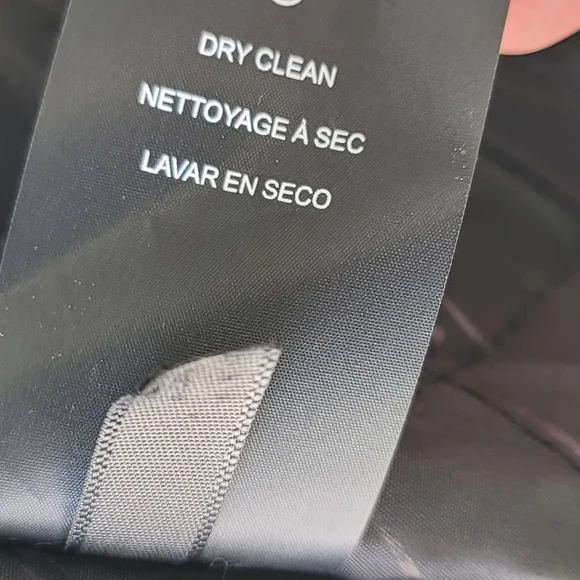 DRY CLEAN
NETTOYAGE À SEC
LAVAR EN SECO